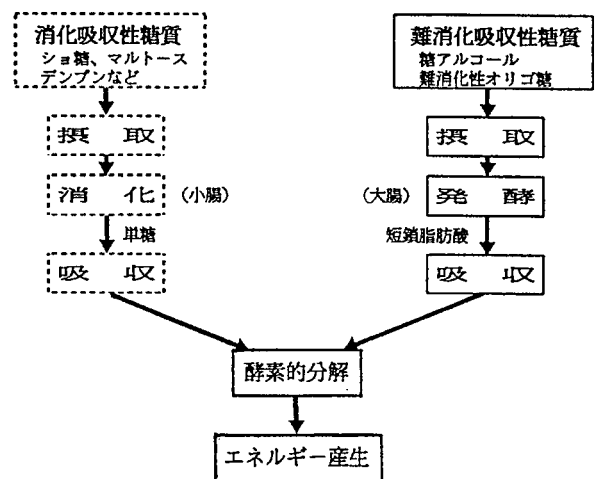 消化吸収性糖質
ショ糖、マルトース
デンプンなど
摂 取
消 化 (小腸)
単糖
吸 収
難消化吸収性糖質
糖アルコール
難消化性オリゴ糖
摂 取
(大腸) 発 酵
短鎖脂肪酸
吸 収
酵素的分解
エネルギー産生